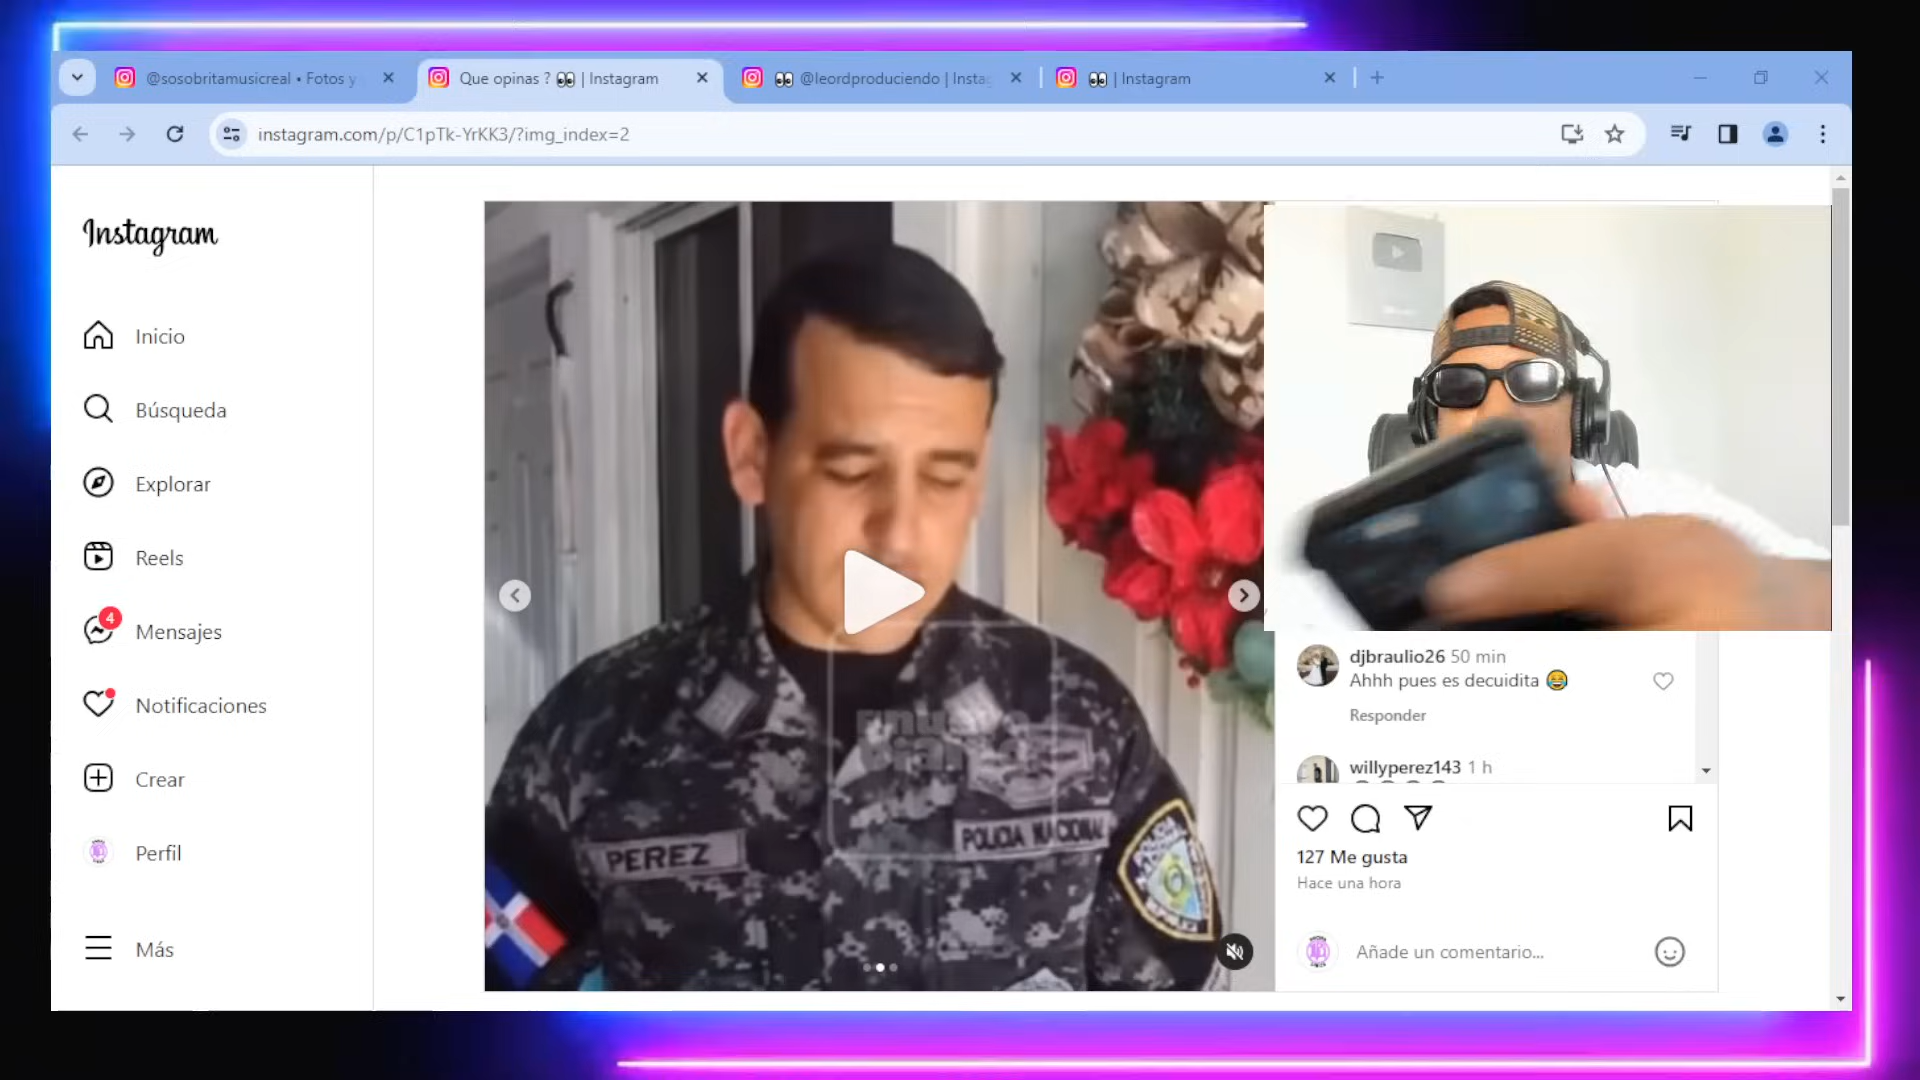 @sosobritamusicreal • Fotos y
Que opinas ? 👀 | Instagram
👀 @leordproduciendo | Insta
👀 | Instagram
instagram.com/p/C1pTk-YrKK3/?img_index=2
Instagram
Inicio
Búsqueda
Explorar
Reels
4
Mensajes
Notificaciones
Crear
Perfil
Más
PEREZ
POLICIA NACIONAL
djbraulio26 50 min
Ahhh pues es decuidita 😂
Responder
willyperez143 1 h
127 Me gusta
Hace una hora
Añade un comentario...